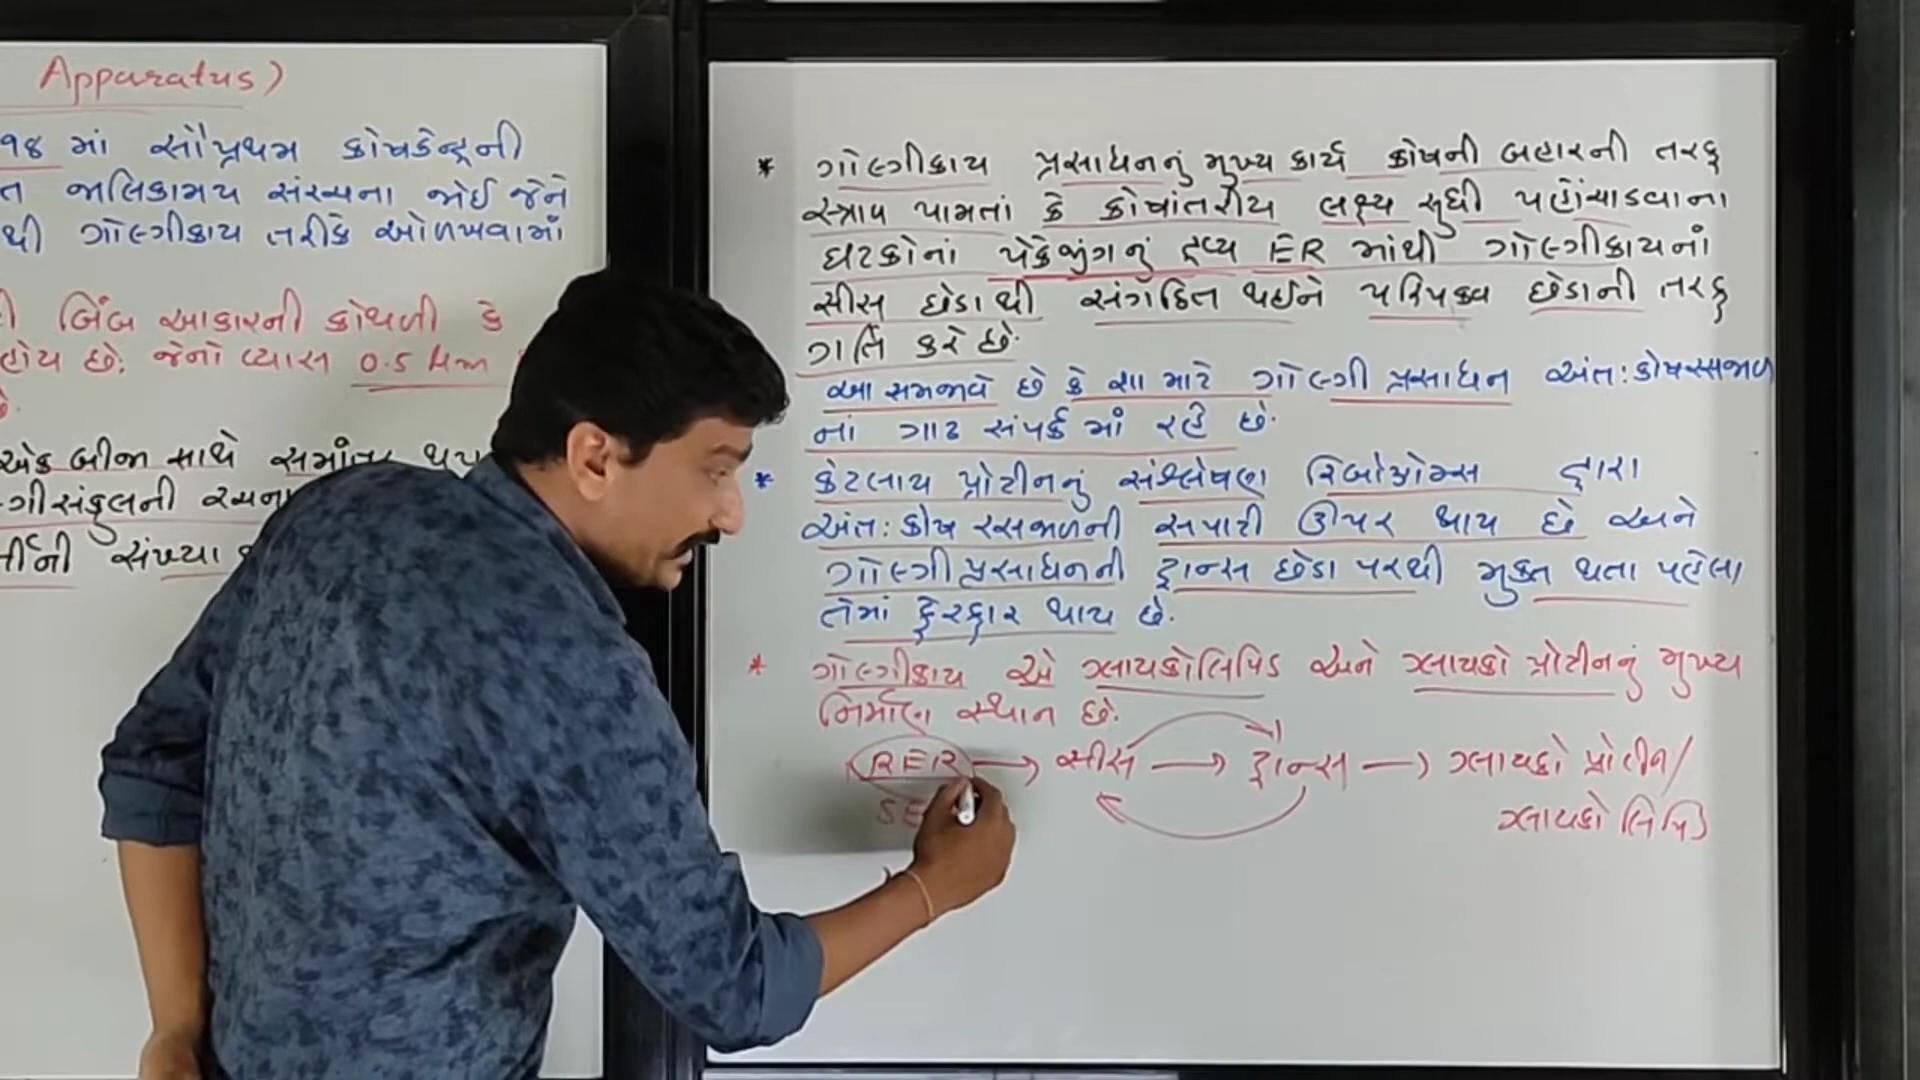 Apparatus)
૧૪ માં સૌપ્રથમ કોષકેન્દ્રની
ત જાલિકામય સંરચના જોઈ જેને
થી ગોલ્ગીકાય તરીકે ઓળખવામાં
બિંબ આકારની કોથળી કે
હોય છે. જેનો વ્યાસ 0.5 μm
છે.
એક બીજા સાથે સમાંતર
ગીસંકુલની રચના
ર્નીની સંખ્યા
* ગોલ્ગીકાય પ્રસાધનનું મુખ્ય કાર્ય કોષની બહારની તરફ
સ્ત્રાવ પામતાં કે કોષાંતરીય લક્ષ્ય સુધી પહોંચાડવાના
ઘટકોનાં પેકેજીંગનું દ્રવ્ય ER માંથી ગોલ્ગીકાયનાં
સીસ છેડાથી સંગઠિત થઈને પરિપક્વ છેડાની તરફ
ગતિ કરે છે.
આ સમજાવે છે કે શા માટે ગોલ્ગી પ્રસાધન અંત:કોષરસજાળ
નાં ગાઢ સંપર્ક માં રહે છે.
* કેટલાય પ્રોટીનનું સંશ્લેષણ રિબોઝોમ્સ દ્વારા
અંત: કોષ રસજાળની સપાટી ઊપર થાય છે અને
ગોલ્ગીપ્રસાધનની ટ્રાન્સ છેડા પરથી મુક્ત થતા પહેલા
તેમાં ફેરફાર થાય છે.
* ગોલ્ગીકાય એ ગ્લાયકોલિપિડ અને ગ્લાયકો પ્રોટીનનું મુખ્ય
નિર્માણ સ્થાન છે.
RER → સીસ → ટ્રાન્સ → ગ્લાયકો પ્રોટીન/
SE
ગ્લાયકો લિપિડ